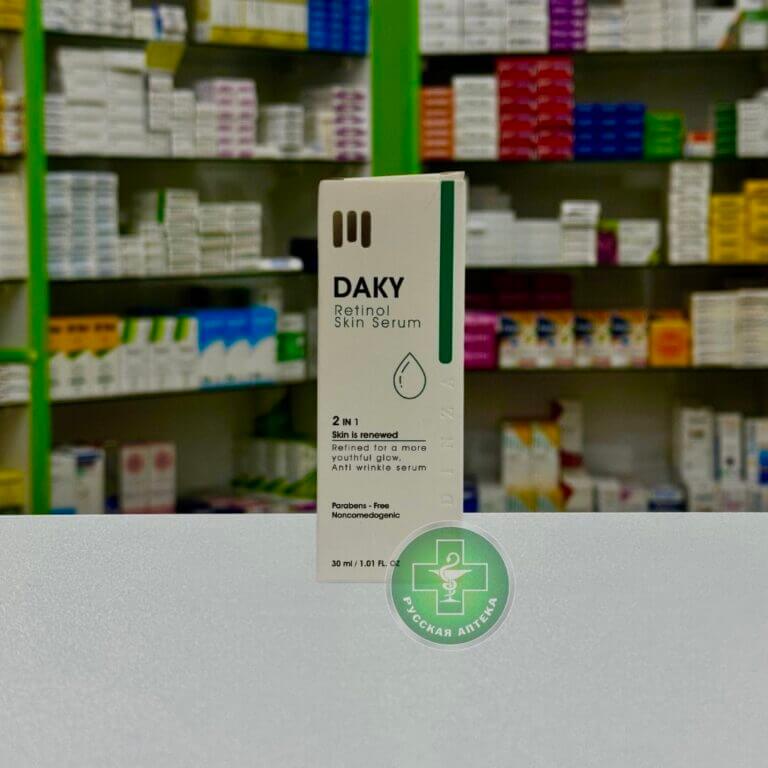 DAKY
Retinol
Skin Serum
2 IN 1
Skin is renewed
Refined for a more
youthful glow,
Anti wrinkle serum
Parabens - Free
Noncomedogenic
30 ml / 1.01 FL. OZ
DINZA
РУССКАЯ АПТЕКА